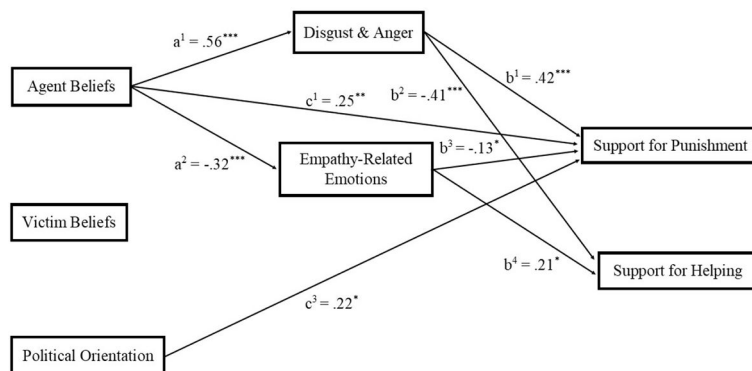 Disgust & Anger
a¹ = .56***
b² = -.41***
b¹ = .42***
Agent Beliefs
c¹ = .25**
Support for Punishment
a² = -.32***
Empathy-Related
Emotions
b³ = -.13*
Victim Beliefs
b⁴ = .21*
Support for Helping
c³ = .22*
Political Orientation